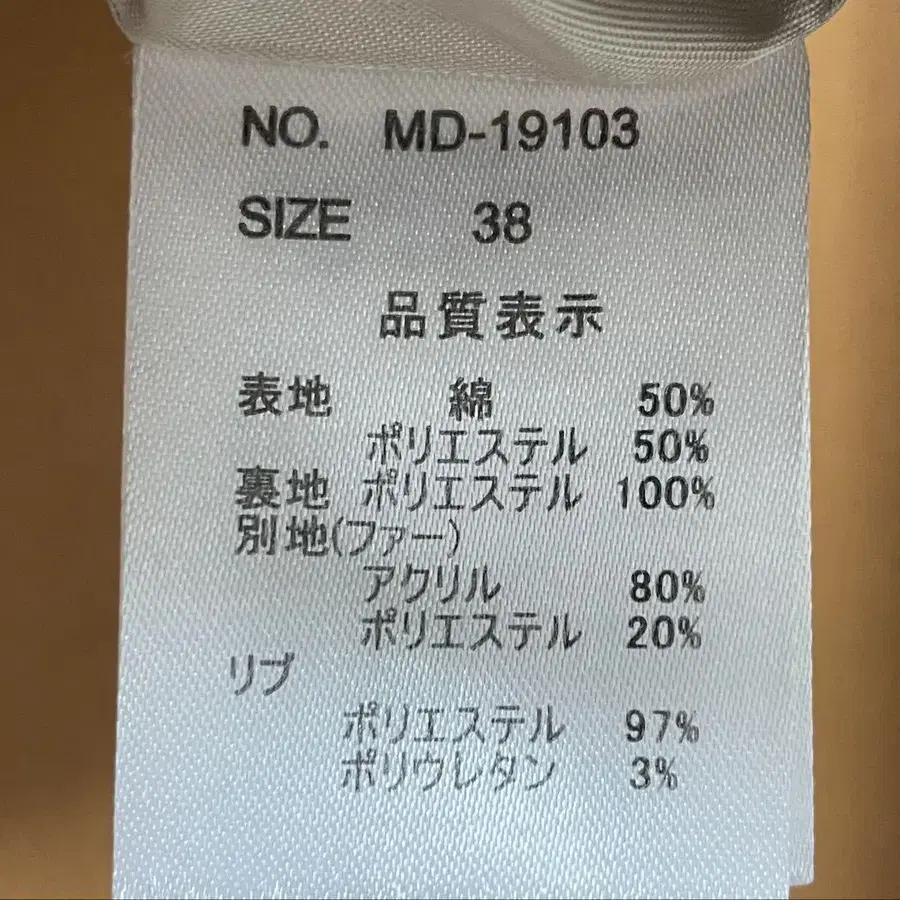 NO. MD-19103
SIZE 38
品質表示
表地 綿 50%
ポリエステル 50%
裏地 ポリエステル 100%
別地(ファー)
アクリル 80%
ポリエステル 20%
リブ
ポリエステル 97%
ポリウレタン 3%